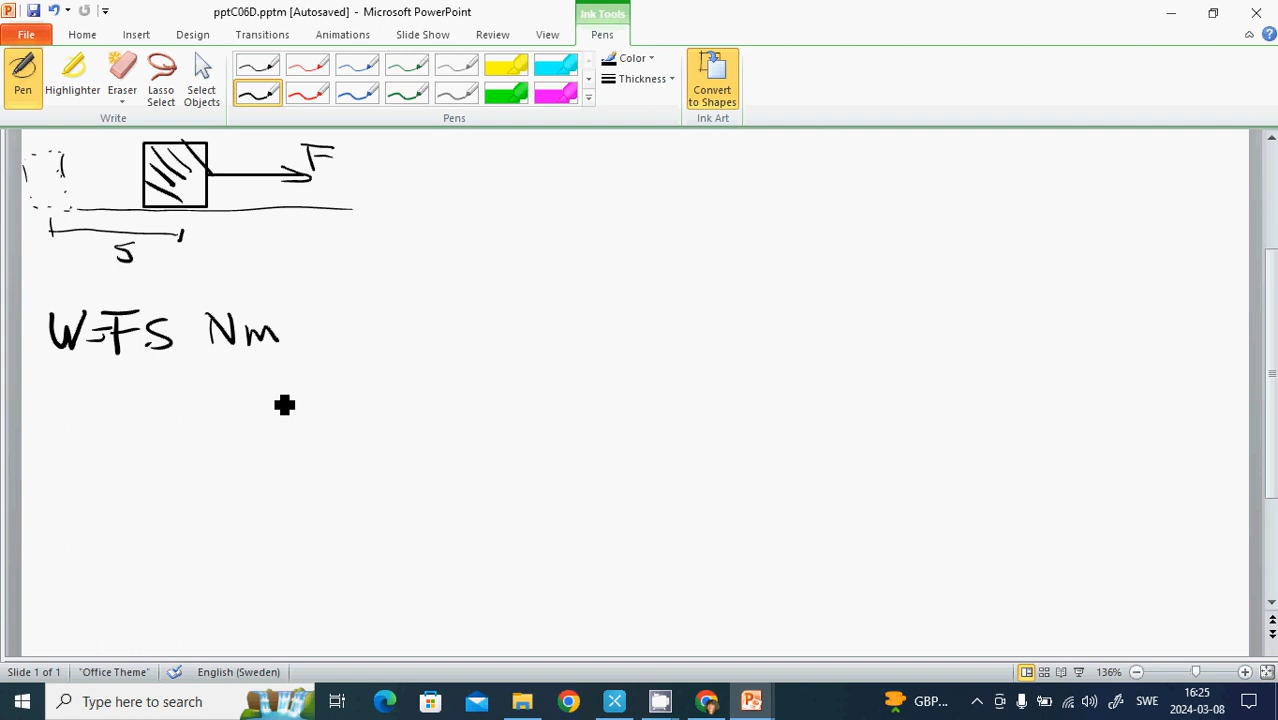 pptC06D.pptm [Autosaved] - Microsoft PowerPoint
Ink Tools
File Home Insert Design Transitions Animations Slide Show Review View Pens
Pen
Highlighter
Eraser
Lasso Select
Select Objects
Color
Thickness
Convert to Shapes
Write
Pens
Ink Art
F
S
W=F.S Nm
Slide 1 of 1 "Office Theme" English (Sweden) 136%
Type here to search
GBP...
SWE
16:25
2024-03-08